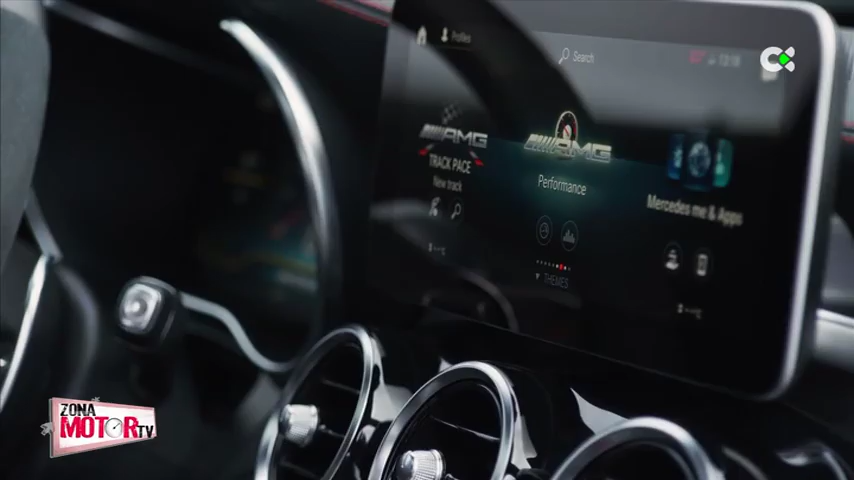 Profiles
Search
AMG
TRACK PACE
New track
AMG
Performance
THEMES
Mercedes me & Apps
ZONA
MOTOR TV